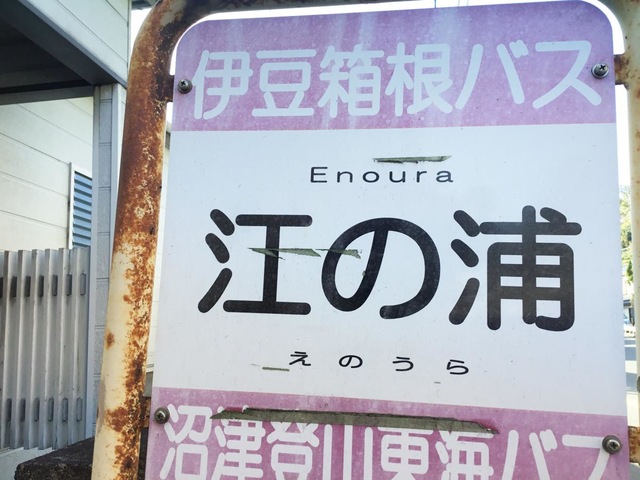 伊豆箱根バス
Enoura
江の浦
えのうら
沼津登山東海バス